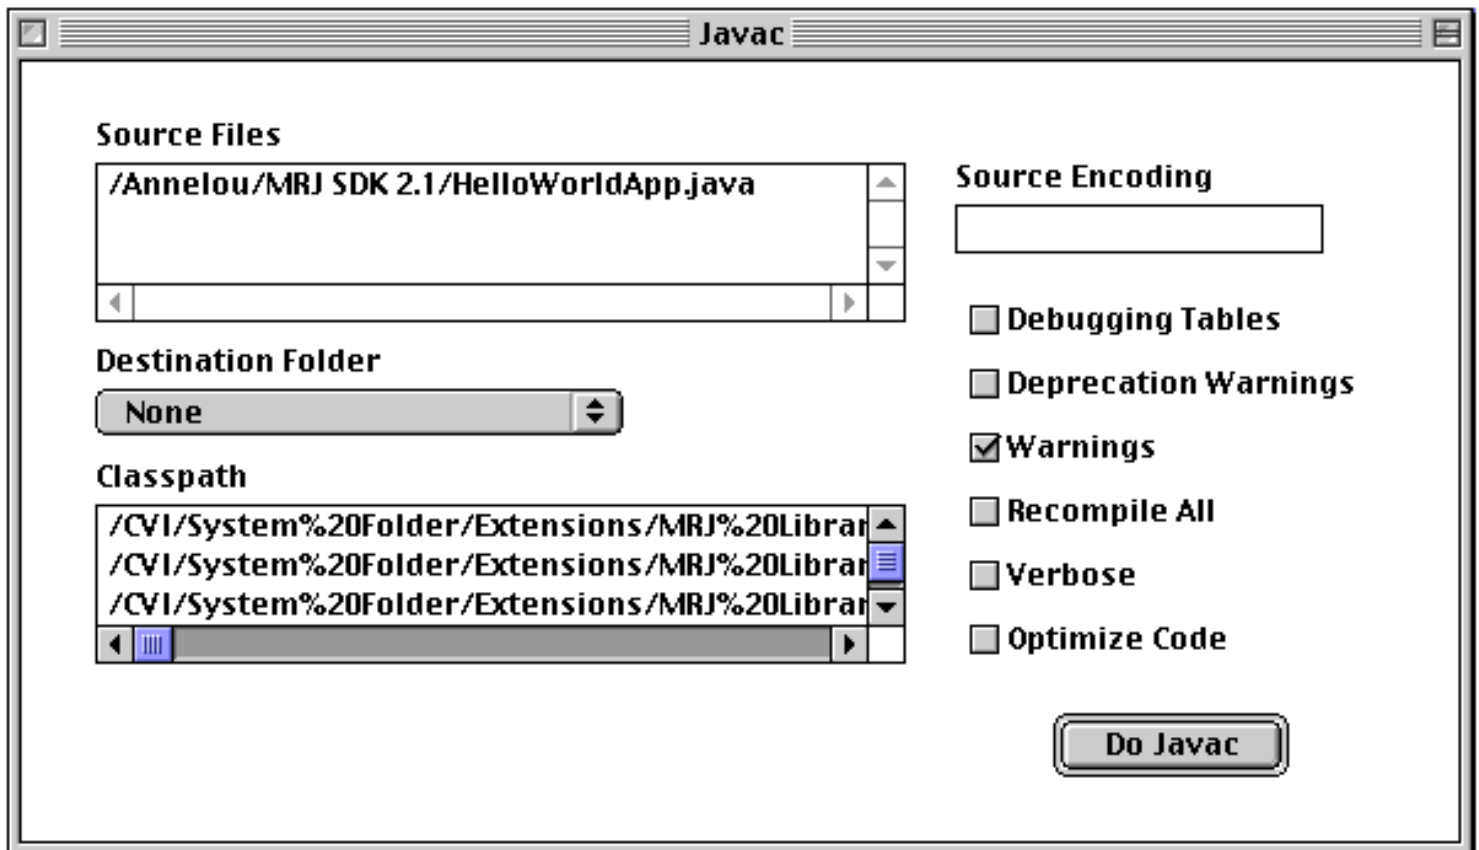 Javac
Source Files
/Annelou/MRJ SDK 2.1/HelloWorldApp.java
Source Encoding
Debugging Tables
Destination Folder
Deprecation Warnings
None
Warnings
Classpath
/CVI/System%20Folder/Extensions/MRJ%20Librar
Recompile All
/CVI/System%20Folder/Extensions/MRJ%20Librar
Verbose
/CVI/System%20Folder/Extensions/MRJ%20Librar
Optimize Code
Do Javac